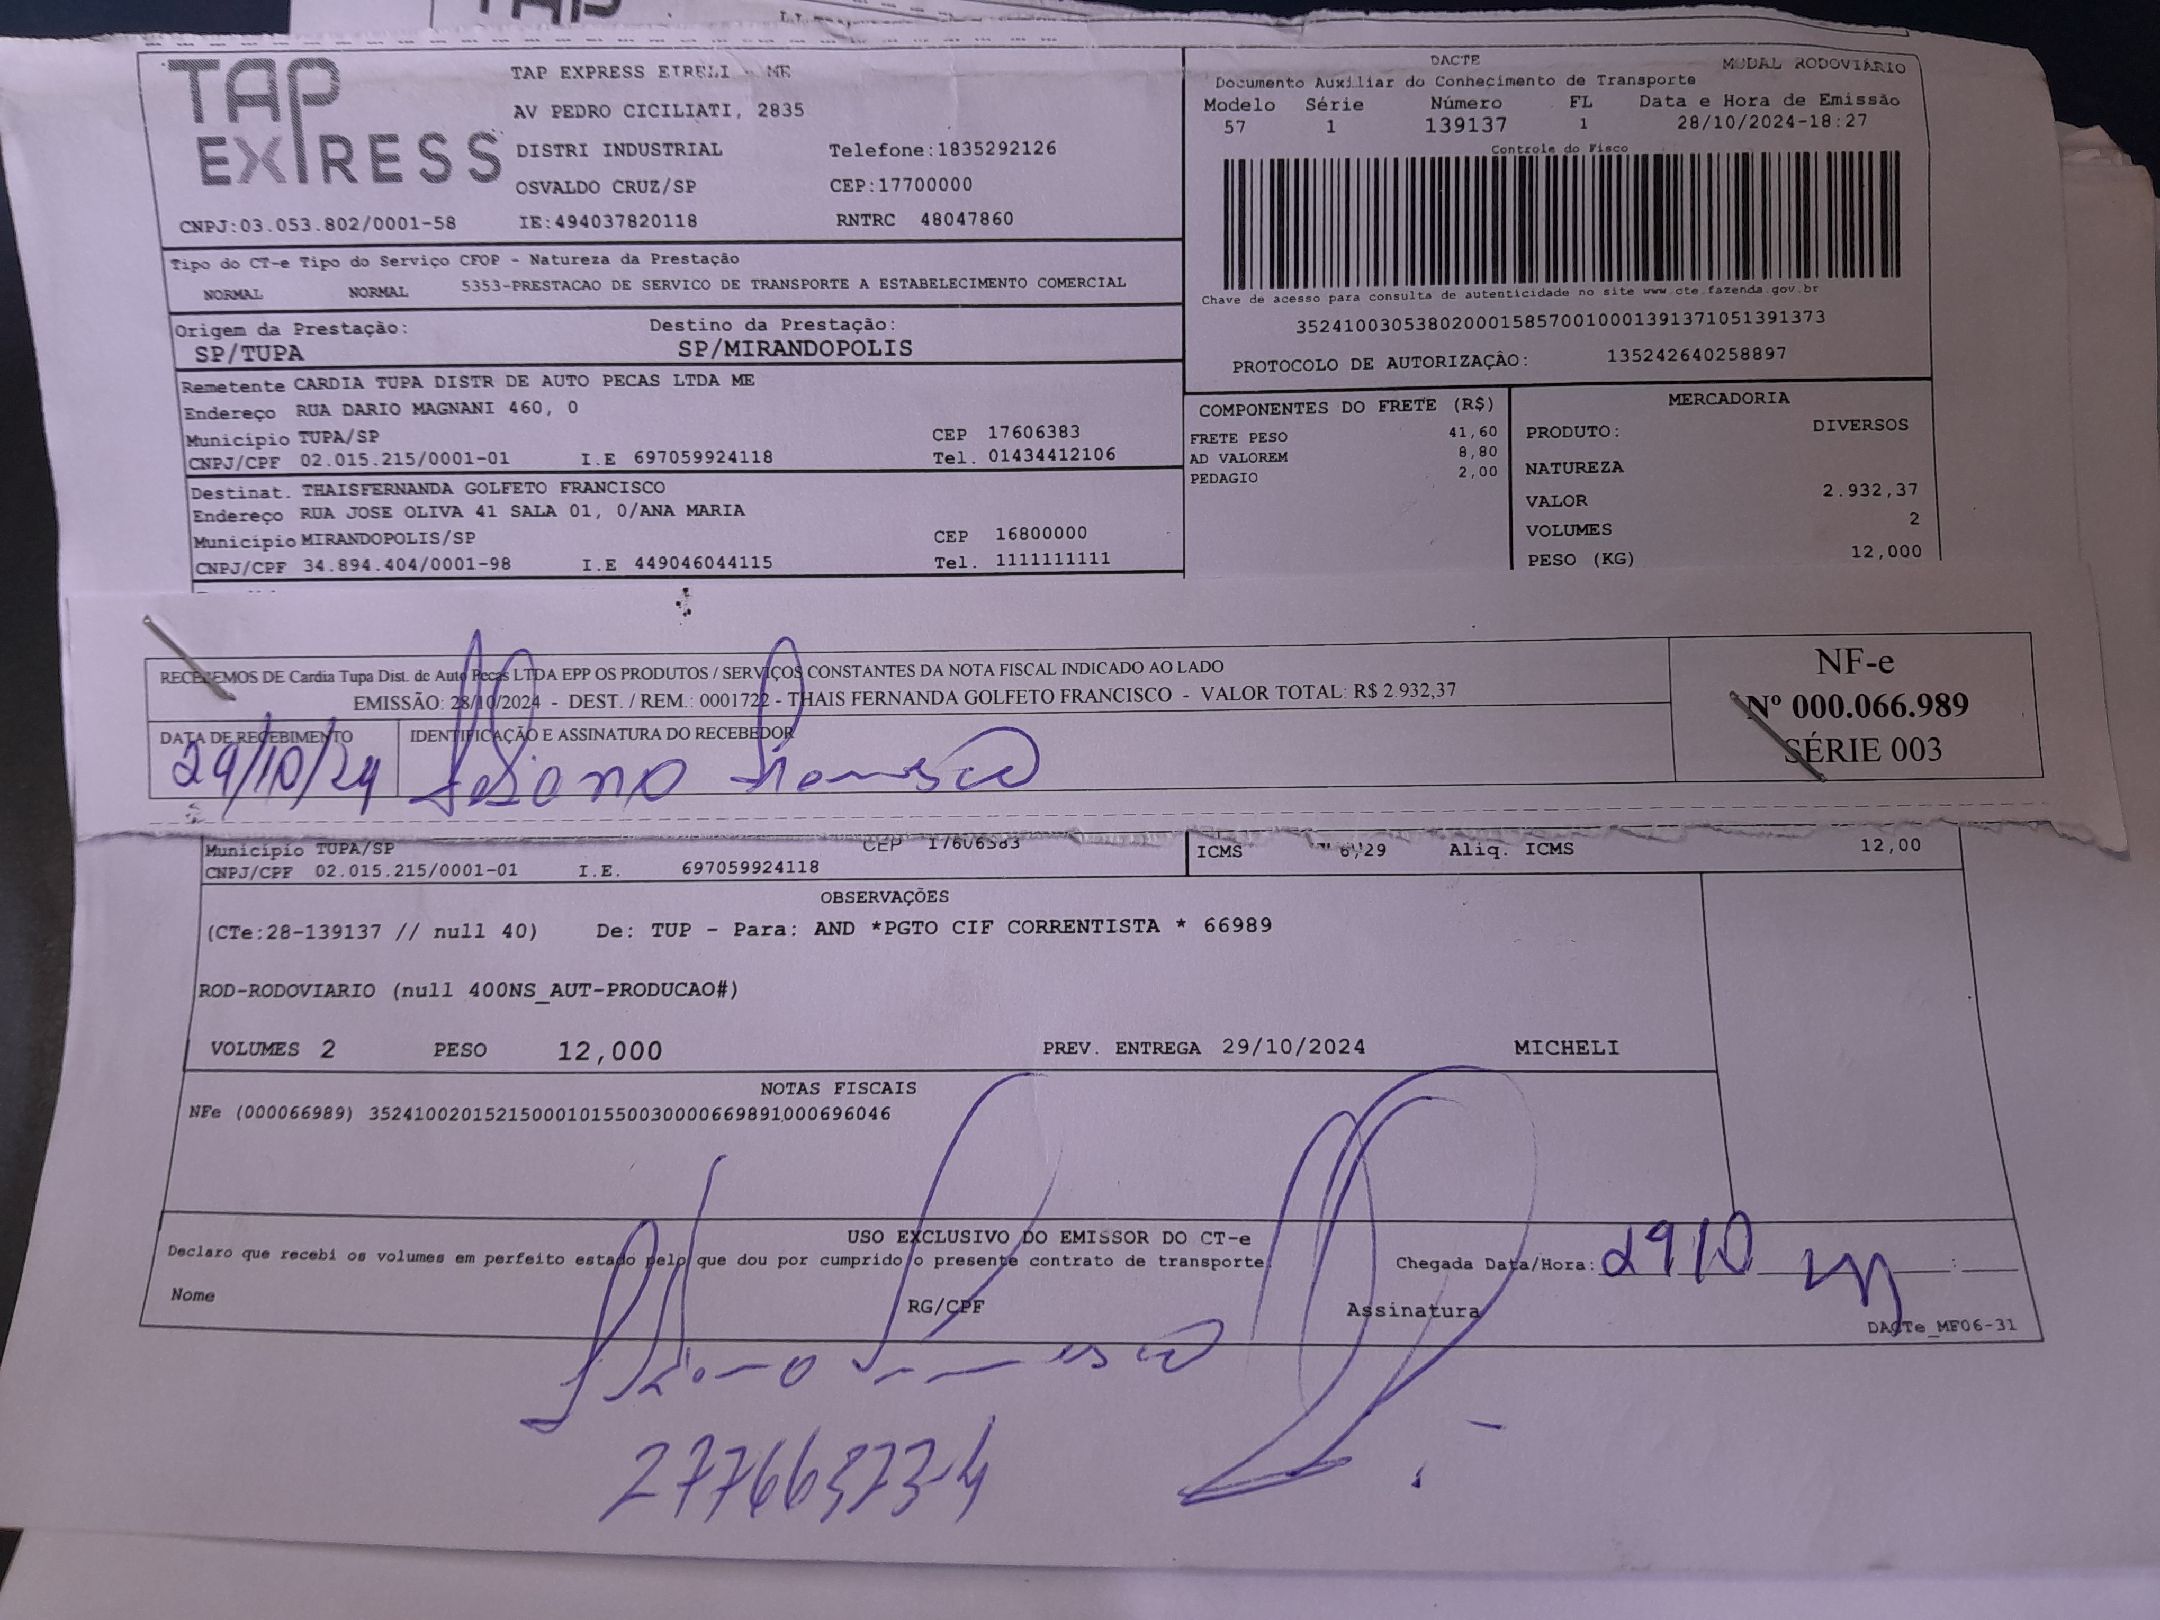 TAP
EXPRESS
TAP EXPRESS EIRELI - ME
AV PEDRO CICILIATI, 2835
DISTRI INDUSTRIAL Telefone:1835292126
OSVALDO CRUZ/SP CEP:17700000
CNPJ:03.053.802/0001-58 IE:494037820118 RNTRC 48047860
DACTE
Documento Auxiliar do Conhecimento de Transporte MODAL RODOVIÁRIO
Modelo Série Número FL Data e Hora de Emissão
57 1 139137 1 28/10/2024-18:27
Controle do Fisco
Chave de acesso para consulta de autenticidade no site www.cte.fazenda.gov.br
35241003053802000158570010001391371051391373
PROTOCOLO DE AUTORIZAÇÃO: 135242640258897
Tipo do CT-e Tipo do Serviço CFOP - Natureza da Prestação
NORMAL NORMAL 5353-PRESTACAO DE SERVICO DE TRANSPORTE A ESTABELECIMENTO COMERCIAL
Origem da Prestação: Destino da Prestação:
SP/TUPA SP/MIRANDOPOLIS
Remetente CARDIA TUPA DISTR DE AUTO PECAS LTDA ME
Endereço RUA DARIO MAGNANI 460, 0
Município TUPA/SP CEP 17606383
CNPJ/CPF 02.015.215/0001-01 I.E 697059924118 Tel. 01434412106
Destinat. THAISFERNANDA GOLFETO FRANCISCO
Endereço RUA JOSE OLIVA 41 SALA 01, 0/ANA MARIA
Município MIRANDOPOLIS/SP CEP 16800000
CNPJ/CPF 34.894.404/0001-98 I.E 449046044115 Tel. 1111111111
COMPONENTES DO FRETE (R$)
FRETE PESO 41,60
AD VALOREM 8,80
PEDAGIO 2,00
MERCADORIA
PRODUTO: DIVERSOS
NATUREZA
VALOR 2.932,37
VOLUMES 2
PESO (KG) 12,000
RECEBEMOS DE Cardia Tupa Dist. de Auto Pecas LTDA EPP OS PRODUTOS / SERVIÇOS CONSTANTES DA NOTA FISCAL INDICADO AO LADO
EMISSÃO: 28/10/2024 - DEST. / REM.: 0001722 - THAIS FERNANDA GOLFETO FRANCISCO - VALOR TOTAL: R$ 2.932,37
DATA DE RECEBIMENTO IDENTIFICAÇÃO E ASSINATURA DO RECEBEDOR
29/10/24
NF-e
Nº 000.066.989
SÉRIE 003
Município TUPA/SP CEP 17606383
CNPJ/CPF 02.015.215/0001-01 I.E. 697059924118
ICMS Aliq. ICMS 12,00
OBSERVAÇÕES
(CTe:28-139137 // null 40) De: TUP - Para: AND *PGTO CIF CORRENTISTA * 66989
ROD-RODOVIARIO (null 400NS_AUT-PRODUCAO#)
VOLUMES 2 PESO 12,000 PREV. ENTREGA 29/10/2024 MICHELI
NOTAS FISCAIS
NFe (000066989) 35241002015215000101550030000669891000696046
USO EXCLUSIVO DO EMISSOR DO CT-e
Declaro que recebi os volumes em perfeito estado pelo que dou por cumprido o presente contrato de transporte. Chegada Data/Hora: 29/10
Nome RG/CPF Assinatura
DACTe_MF06-31